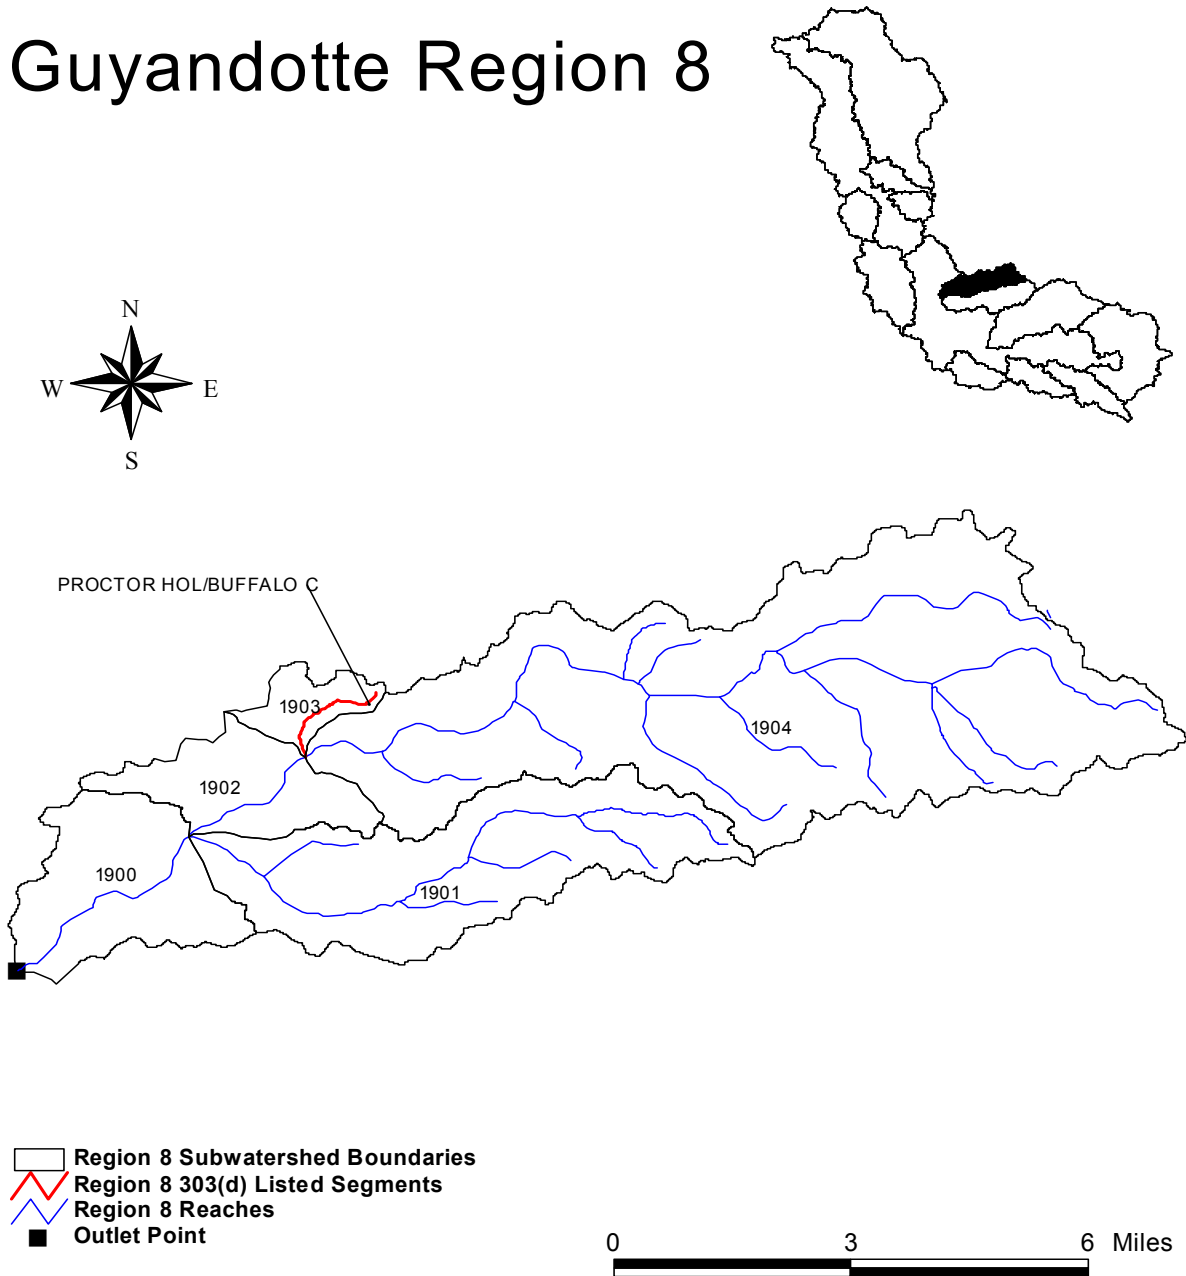 Guyandotte Region 8
N
W E
S
PROCTOR HOL/BUFFALO C
1903
1904
1902
1900
1901
Region 8 Subwatershed Boundaries
Region 8 303(d) Listed Segments
Region 8 Reaches
Outlet Point
0 3 6 Miles